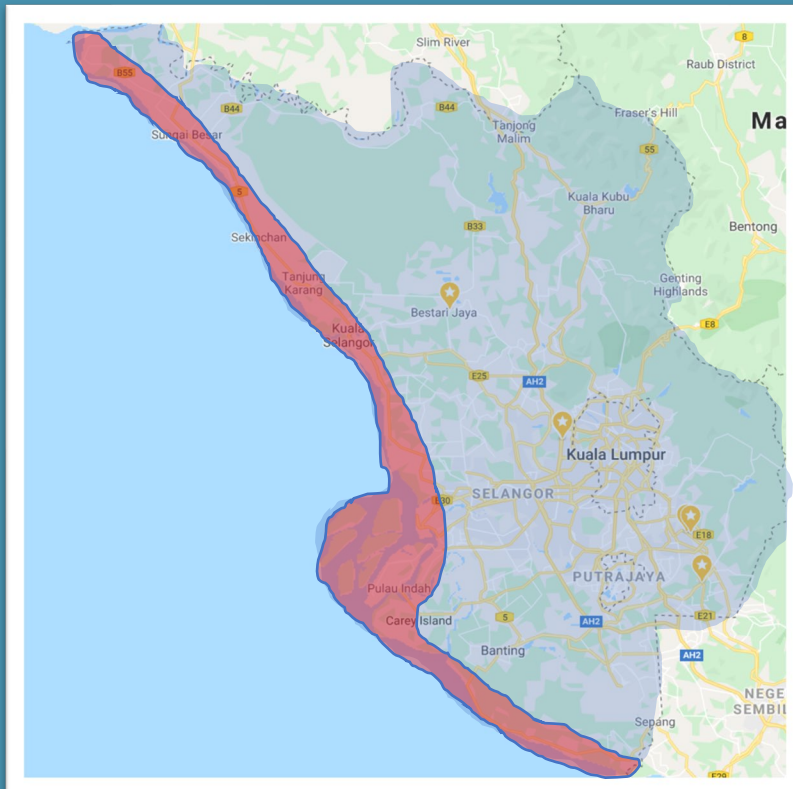 8
Slim River
Raub District
B55
B44
B44
Fraser's Hill
Ma
Sungai Besar
Tanjong
Malim
55
5
Kuala Kubu
Bharu
B33
Bentong
Sekinchan
Tanjung
Karang
Genting
Highlands
Bestari Jaya
Kuala
Selangor
E8
E25
AH2
Kuala Lumpur
SELANGOR
E30
E18
PUTRAJAYA
Pulau Indah
Carey Island
5
AH2
E21
Banting
AH2
NEGE
SEMBIL
Sepang
E29